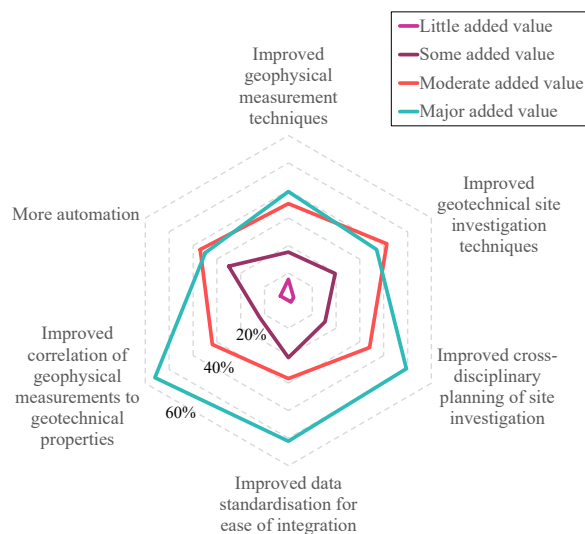 Little added value
Some added value
Moderate added value
Major added value
Improved
geophysical
measurement
techniques
Improved geotechnical site
investigation
techniques
More automation
Improved
correlation of
geophysical
measurements to
geotechnical
properties
20%
40%
60%
Improved cross-
disciplinary
planning of site
investigation
Improved data
standardisation for
ease of integration